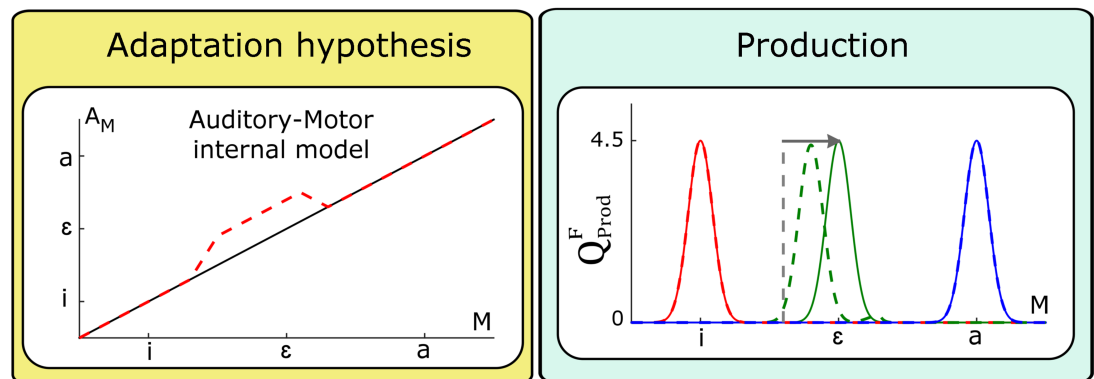 Adaptation hypothesis
A_M
Auditory-Motor
internal model
a
ε
i
M
i
ε
a
Production
4.5
Q^F_Prod
0
M
i
ε
a